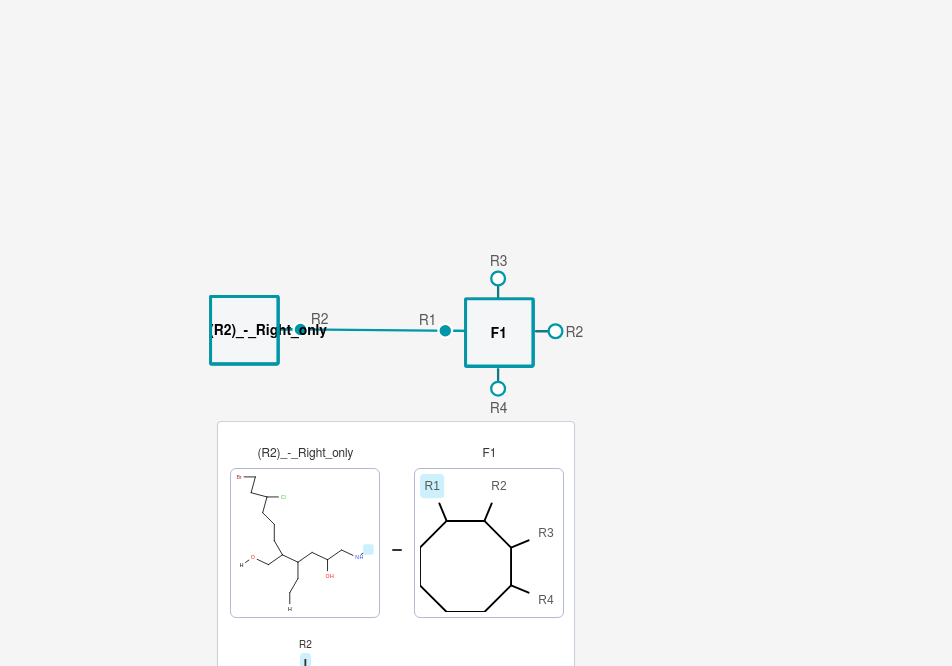 R3
R2
(R2)_-_Right_only
R1
F1
R2
R4
(R2)_-_Right_only
F1
Br
Cl
O
H
NH
OH
H
–
R1
R2
R3
R4
R2